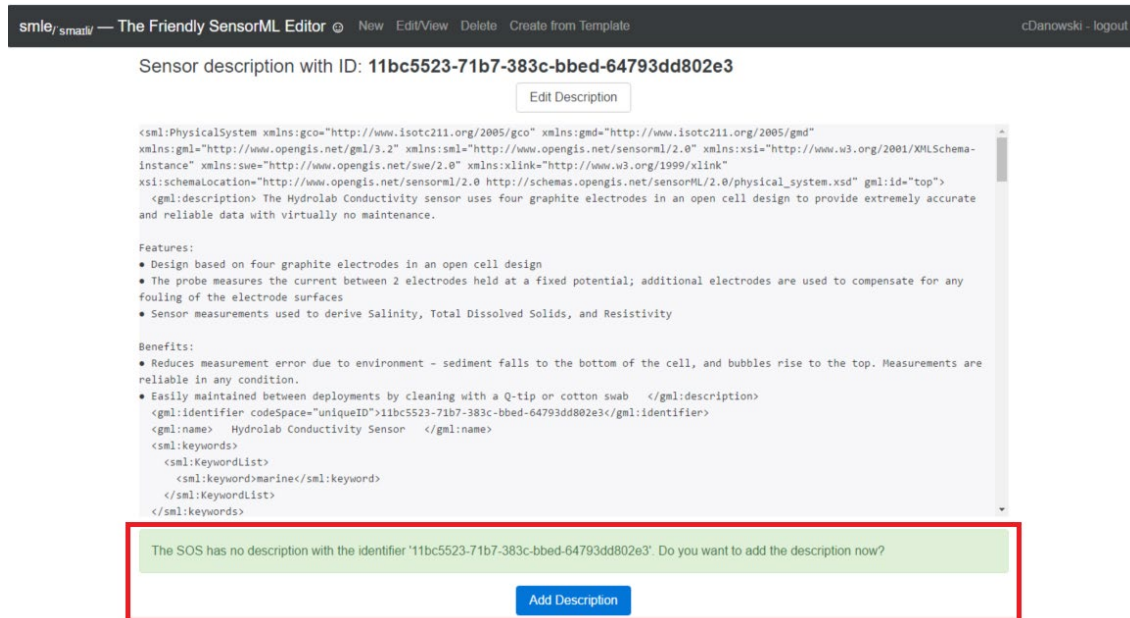 smle/ˈsmaɪli/ — The Friendly SensorML Editor ☺ New Edit/View Delete Create from Template cDanowski - logout
Sensor description with ID: 11bc5523-71b7-383c-bbed-64793dd802e3
Edit Description
<sml:PhysicalSystem xmlns:gco="http://www.isotc211.org/2005/gco" xmlns:gmd="http://www.isotc211.org/2005/gmd"
xmlns:gml="http://www.opengis.net/gml/3.2" xmlns:sml="http://www.opengis.net/sensorml/2.0" xmlns:xsi="http://www.w3.org/2001/XMLSchema-
instance" xmlns:swe="http://www.opengis.net/swe/2.0" xmlns:xlink="http://www.w3.org/1999/xlink"
xsi:schemaLocation="http://www.opengis.net/sensorml/2.0 http://schemas.opengis.net/sensorML/2.0/physical_system.xsd" gml:id="top">
<gml:description> The Hydrolab Conductivity sensor uses four graphite electrodes in an open cell design to provide extremely accurate
and reliable data with virtually no maintenance.
Features:
● Design based on four graphite electrodes in an open cell design
● The probe measures the current between 2 electrodes held at a fixed potential; additional electrodes are used to compensate for any
fouling of the electrode surfaces
● Sensor measurements used to derive Salinity, Total Dissolved Solids, and Resistivity
Benefits:
● Reduces measurement error due to environment – sediment falls to the bottom of the cell, and bubbles rise to the top. Measurements are
reliable in any condition.
● Easily maintained between deployments by cleaning with a Q-tip or cotton swab </gml:description>
<gml:identifier codeSpace="uniqueID">11bc5523-71b7-383c-bbed-64793dd802e3</gml:identifier>
<gml:name> Hydrolab Conductivity Sensor </gml:name>
<sml:keywords>
<sml:KeywordList>
<sml:keyword>marine</sml:keyword>
</sml:KeywordList>
</sml:keywords>
The SOS has no description with the identifier '11bc5523-71b7-383c-bbed-64793dd802e3'. Do you want to add the description now?
Add Description